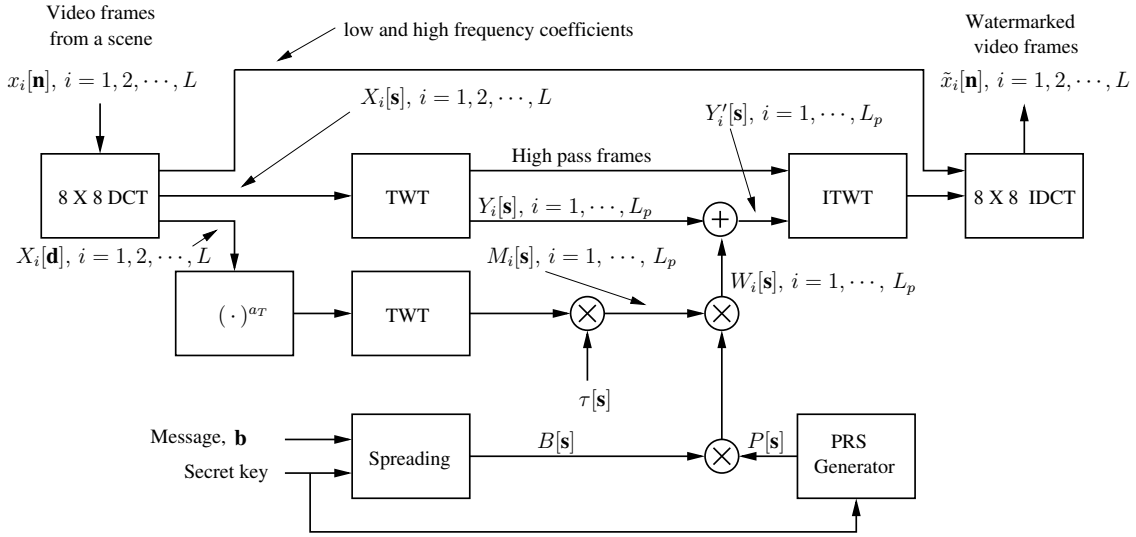 Video frames
from a scene
x_i[n], i = 1, 2, ⋯, L
low and high frequency coefficients
X_i[s], i = 1, 2, ⋯, L
Watermarked
video frames
x̃_i[n], i = 1, 2, ⋯, L
Y_i′[s], i = 1, ⋯, L_p
8 X 8 DCT
TWT
High pass frames
ITWT
8 X 8 IDCT
Y_i[s], i = 1, ⋯, L_p
+
X_i[d], i = 1, 2, ⋯, L
M_i[s], i = 1, ⋯, L_p
W_i[s], i = 1, ⋯, L_p
(·)^{a_T}
TWT
×
×
τ[s]
Message, b
Secret key
Spreading
B[s]
×
P[s]
PRS
Generator